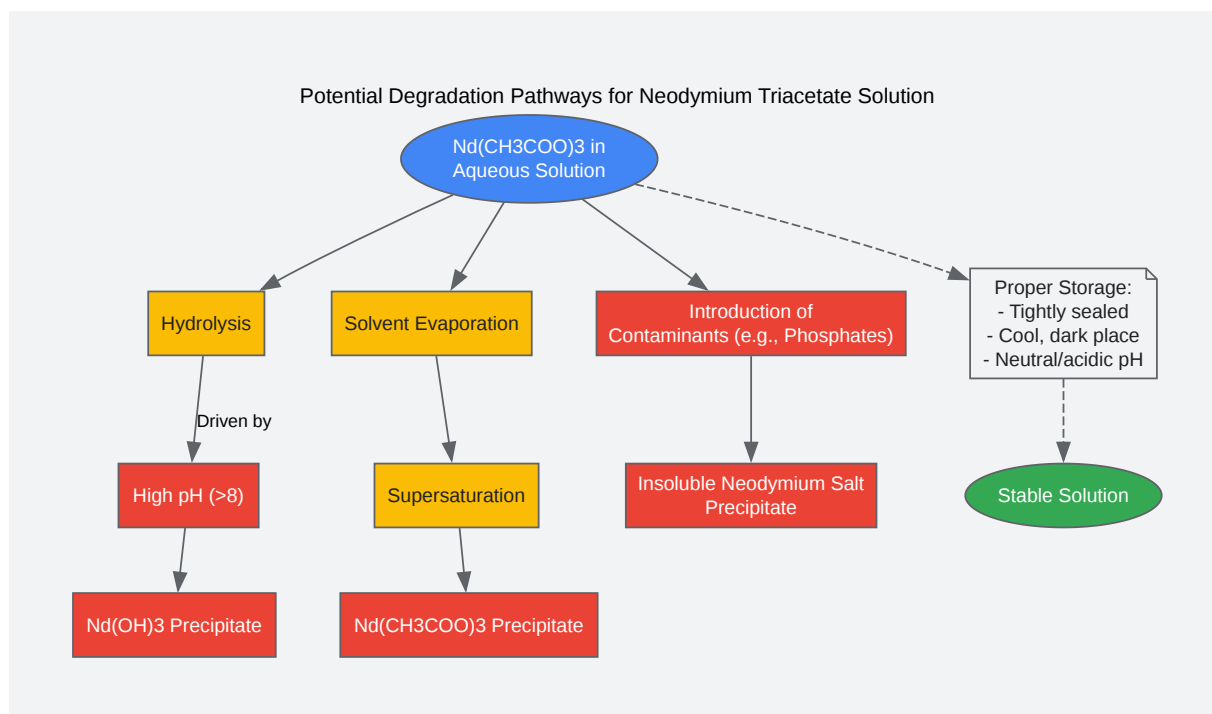 Potential Degradation Pathways for Neodymium Triacetate Solution
Nd(CH3COO)3 in
Aqueous Solution
Hydrolysis
Solvent Evaporation
Introduction of
Contaminants (e.g., Phosphates)
Proper Storage:
- Tightly sealed
- Cool, dark place
- Neutral/acidic pH
Driven by
High pH (>8)
Supersaturation
Insoluble Neodymium Salt
Precipitate
Stable Solution
Nd(OH)3 Precipitate
Nd(CH3COO)3 Precipitate